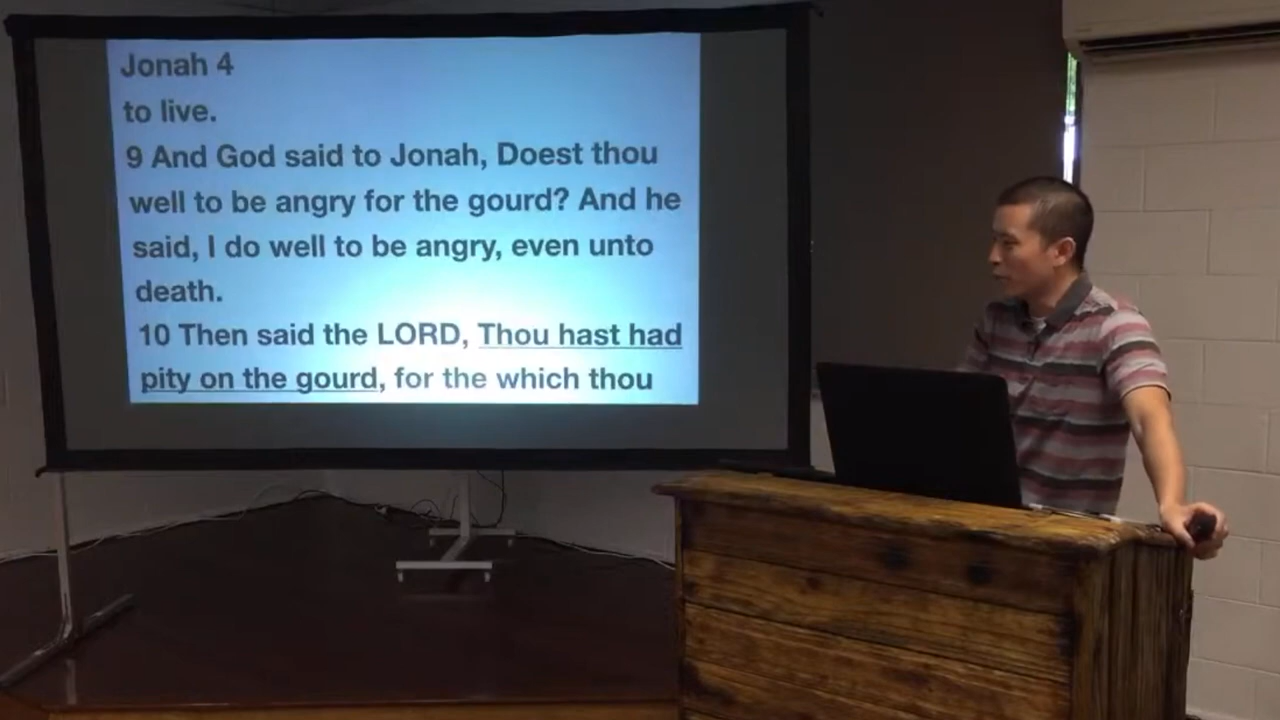 Jonah 4
to live.
9 And God said to Jonah, Doest thou
well to be angry for the gourd? And he
said, I do well to be angry, even unto
death.
10 Then said the LORD, Thou hast had
pity on the gourd, for the which thou